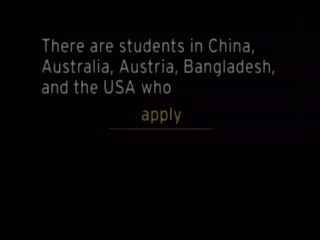 There are students in China,
Australia, Austria, Bangladesh,
and the USA who
apply